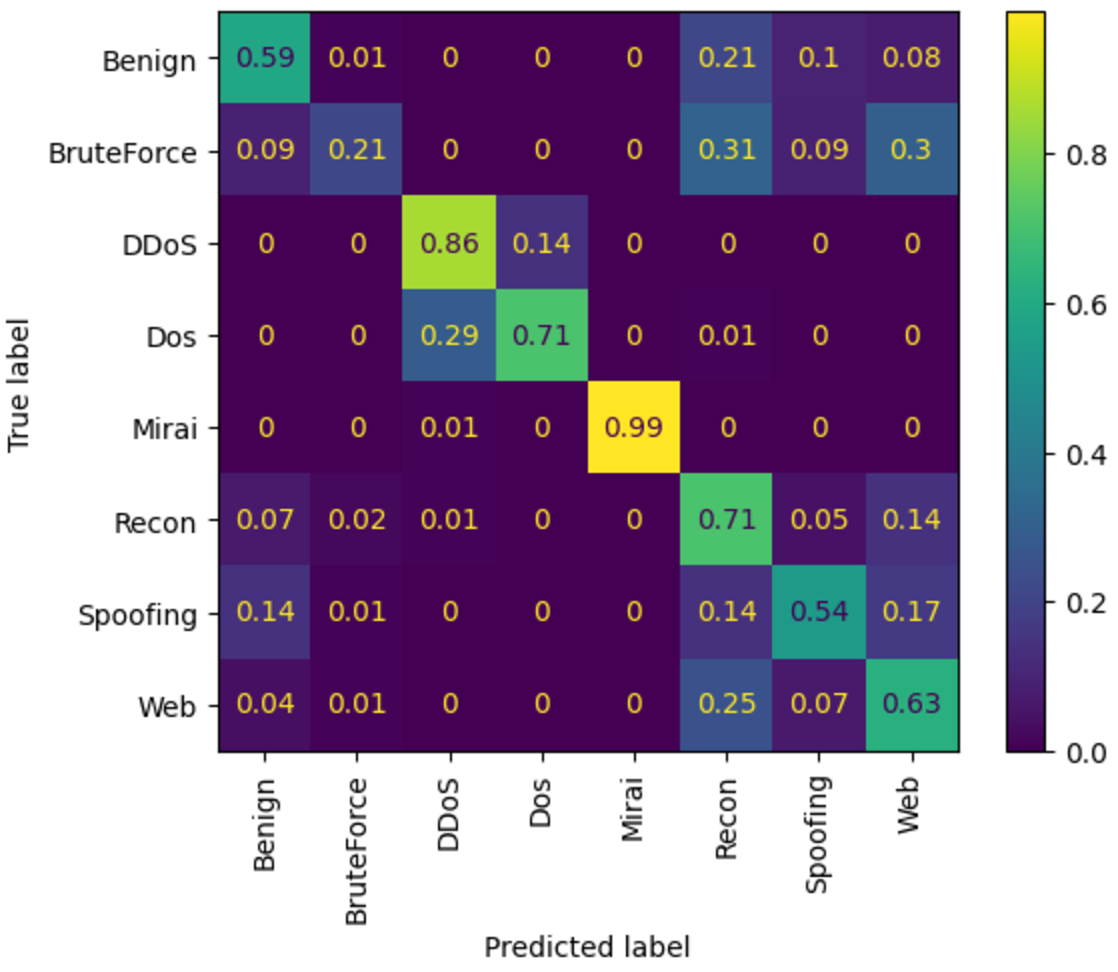 Benign 0.59 0.01 0 0 0 0.21 0.1 0.08
BruteForce 0.09 0.21 0 0 0 0.31 0.09 0.3
DDoS 0 0 0.86 0.14 0 0 0 0
Dos 0 0 0.29 0.71 0 0.01 0 0
Mirai 0 0 0.01 0 0.99 0 0 0
Recon 0.07 0.02 0.01 0 0 0.71 0.05 0.14
Spoofing 0.14 0.01 0 0 0 0.14 0.54 0.17
Web 0.04 0.01 0 0 0 0.25 0.07 0.63
True label
Benign BruteForce DDoS Dos Mirai Recon Spoofing Web
Predicted label
0.8
0.6
0.4
0.2
0.0